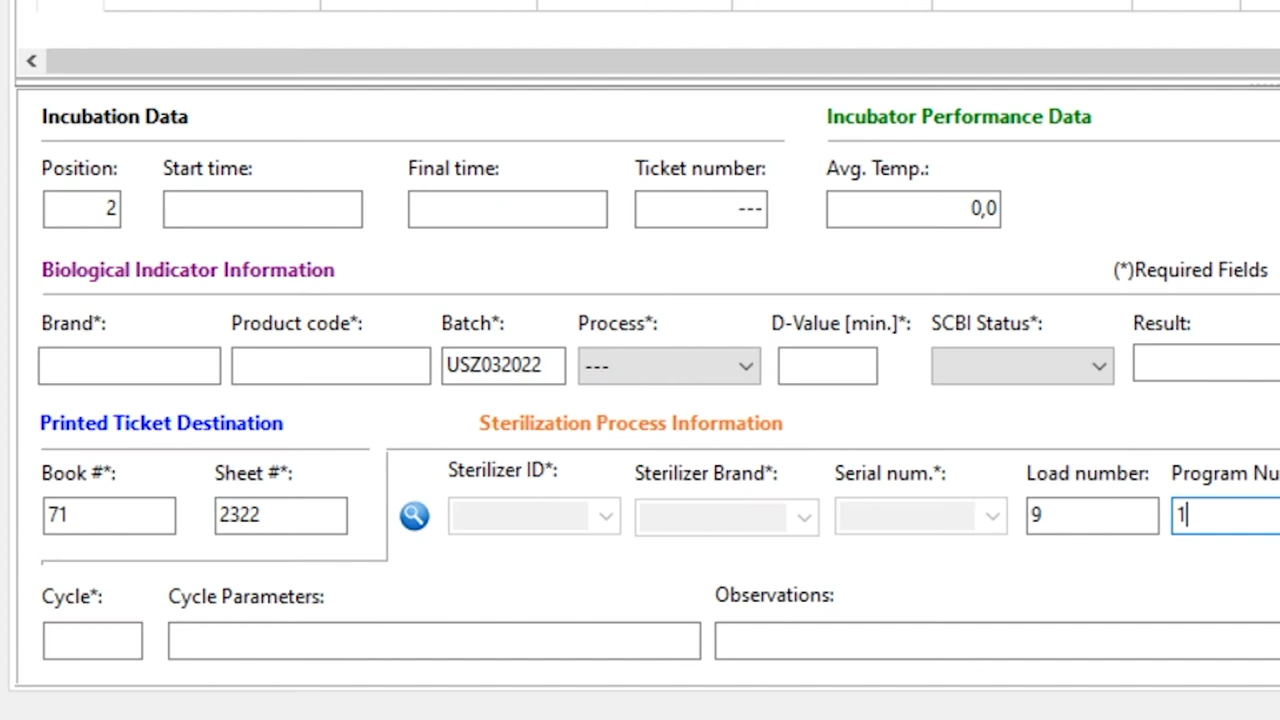 Incubation Data Incubator Performance Data
Position: Start time: Final time: Ticket number: Avg. Temp.:
2 --- 0,0
Biological Indicator Information (*)Required Fields
Brand*: Product code*: Batch*: Process*: D-Value [min.]*: SCBI Status*: Result:
USZ032022 ---
Printed Ticket Destination Sterilization Process Information
Book #*: Sheet #*: Sterilizer ID*: Sterilizer Brand*: Serial num.*: Load number: Program Nu
71 2322 9 1
Cycle*: Cycle Parameters: Observations: